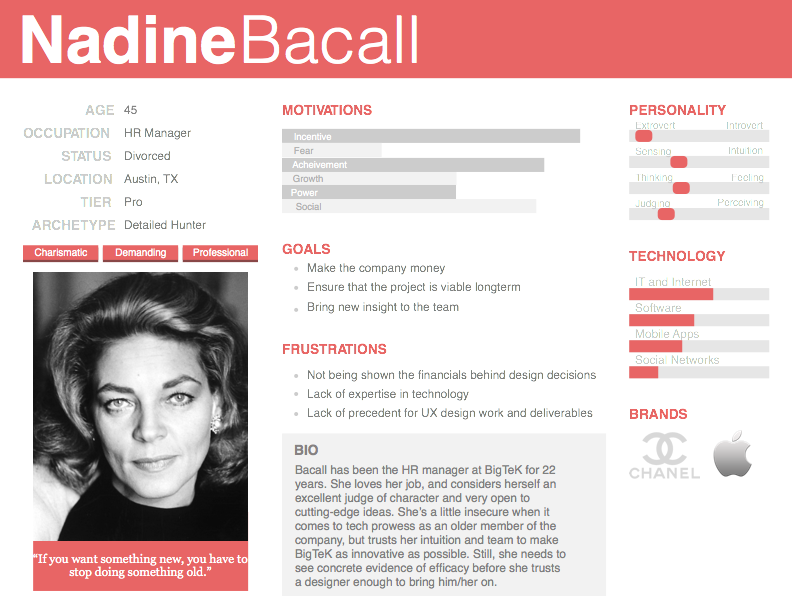 NadineBacall
AGE 45
OCCUPATION HR Manager
STATUS Divorced
LOCATION Austin, TX
TIER Pro
ARCHETYPE Detailed Hunter
Charismatic Demanding Professional
“If you want something new, you have to
stop doing something old.”
MOTIVATIONS
Incentive
Fear
Acheivement
Growth
Power
Social
GOALS
Make the company money
Ensure that the project is viable longterm
Bring new insight to the team
FRUSTRATIONS
Not being shown the financials behind design decisions
Lack of expertise in technology
Lack of precedent for UX design work and deliverables
BIO
Bacall has been the HR manager at BigTeK for 22
years. She loves her job, and considers herself an
excellent judge of character and very open to
cutting-edge ideas. She’s a little insecure when it
comes to tech prowess as an older member of the
company, but trusts her intuition and team to make
BigTeK as innovative as possible. Still, she needs to
see concrete evidence of efficacy before she trusts
a designer enough to bring him/her on.
PERSONALITY
Extrovert Introvert
Sensing Intuition
Thinking Feeling
Judging Perceiving
TECHNOLOGY
IT and Internet
Software
Mobile Apps
Social Networks
BRANDS
CHANEL